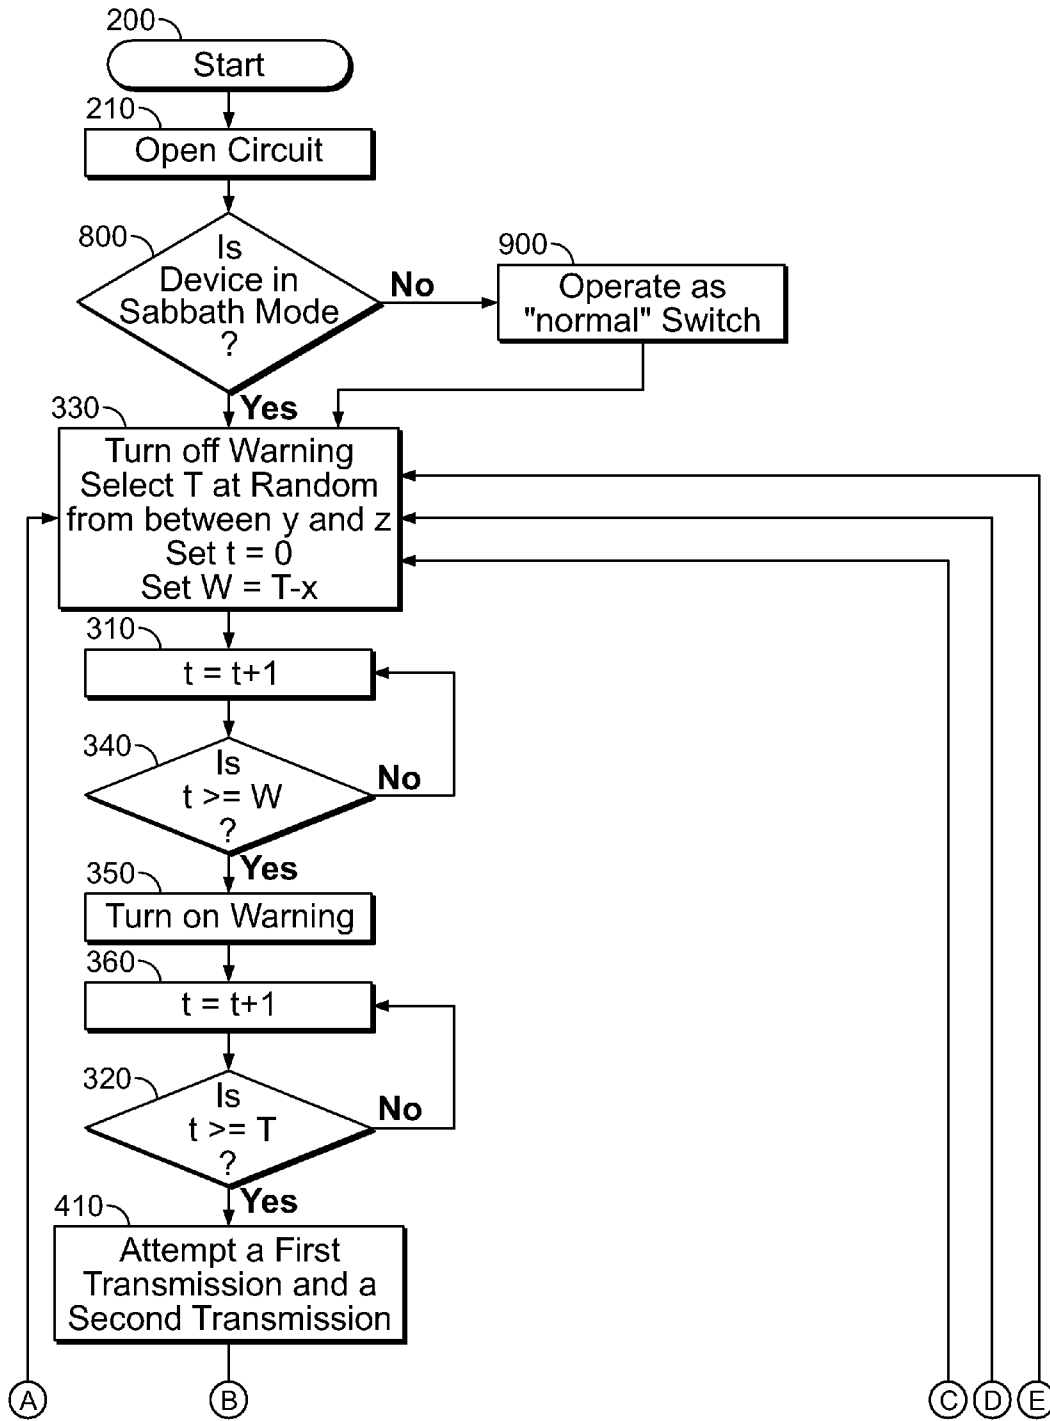 200
Start
210
Open Circuit
800
Is
Device in
Sabbath Mode
?
No
900
Operate as
"normal" Switch
Yes
330
Turn off Warning
Select T at Random
from between y and z
Set t = 0
Set W = T-x
310
t = t+1
340
Is
t >= W
?
No
Yes
350
Turn on Warning
360
t = t+1
320
Is
t >= T
?
No
Yes
410
Attempt a First
Transmission and a
Second Transmission
A
B
C
D
E